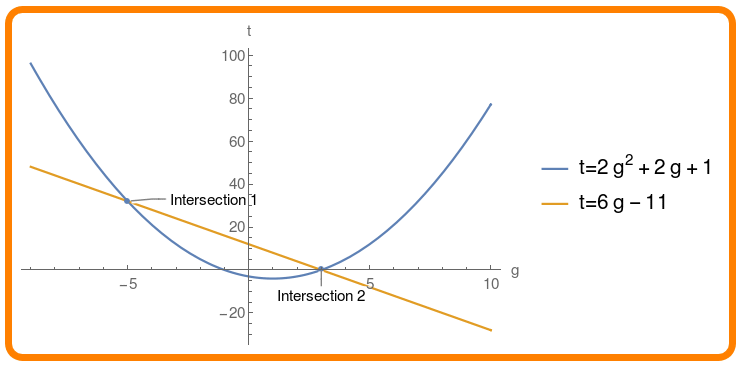 t
100
80
60
40
20
−20
−5
5
10
g
Intersection 1
Intersection 2
t=2 g² + 2 g + 1
t=6 g − 11